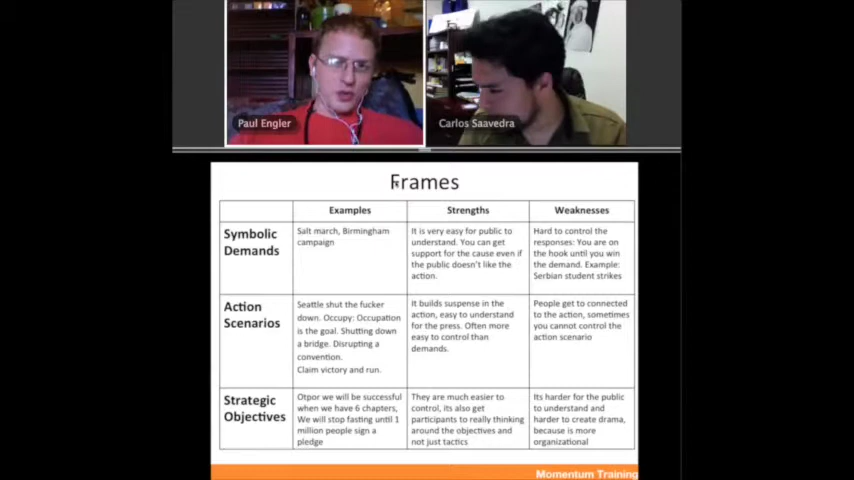 Paul Engler
Carlos Saavedra
Frames
Examples
Strengths
Weaknesses
Symbolic
Demands
Salt march, Birmingham
campaign
It is very easy for public to
understand. You can get
support for the cause even if
the public doesn't like the
action.
Hard to control the
responses: You are on
the hook until you win
the demand. Example:
Serbian student strikes
Action
Scenarios
Seattle shut the fucker
down. Occupy: Occupation
is the goal. Shutting down
a bridge. Disrupting a
convention.
Claim victory and run.
It builds suspense in the
action, easy to understand
for the press. Often more
easy to control than
demands.
People get to connected
to the action, sometimes
you cannot control the
action scenario
Strategic
Objectives
Otpor we will be successful
when we have 6 chapters,
We will stop fasting until 1
million people sign a
pledge
They are much easier to
control, its also get
participants to really thinking
around the objectives and
not just tactics
Its harder for the public
to understand and
harder to create drama,
because is more
organizational
Momentum Training